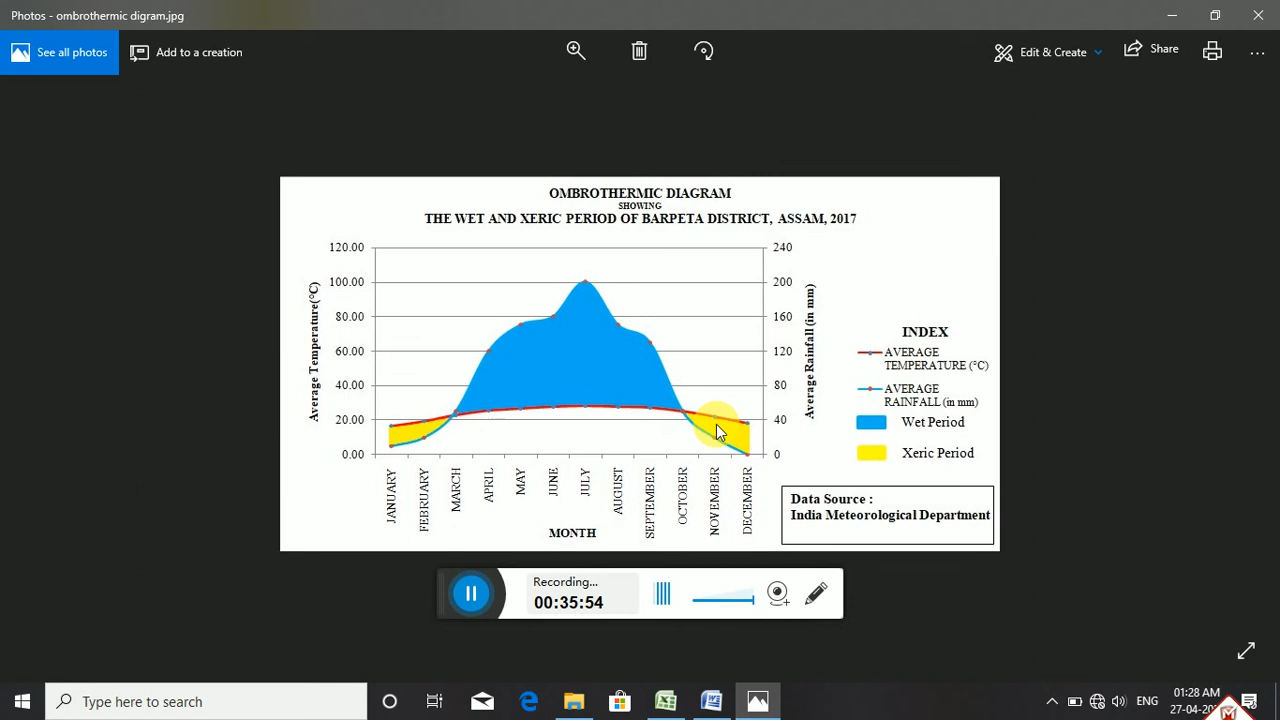 Photos - ombrothermic digram.jpg
See all photos
Add to a creation
Edit & Create
Share
OMBROTHERMIC DIAGRAM
SHOWING
THE WET AND XERIC PERIOD OF BARPETA DISTRICT, ASSAM, 2017
120.00
100.00
80.00
60.00
40.00
20.00
0.00
Average Temperature(°C)
240
200
160
120
80
40
0
Average Rainfall (in mm)
JANUARY
FEBRUARY
MARCH
APRIL
MAY
JUNE
JULY
AUGUST
SEPTEMBER
OCTOBER
NOVEMBER
DECEMBER
MONTH
INDEX
AVERAGE
TEMPERATURE (°C)
AVERAGE
RAINFALL (in mm)
Wet Period
Xeric Period
Data Source :
India Meteorological Department
Recording...
00:35:54
Type here to search
ENG
01:28 AM
27-04-20